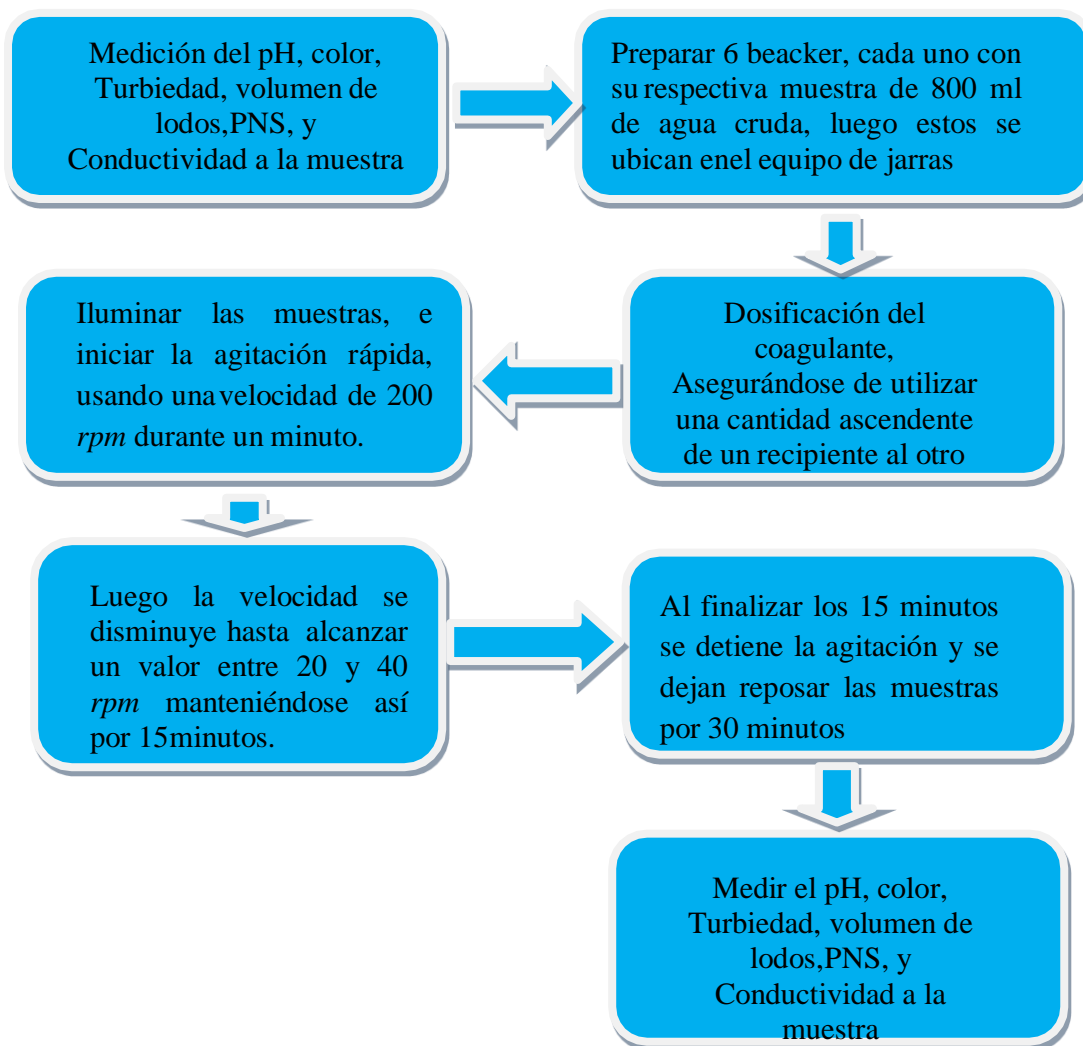 Medición del pH, color,
Turbiedad, volumen de
lodos,PNS, y
Conductividad a la muestra
Preparar 6 beacker, cada uno con
su respectiva muestra de 800 ml
de agua cruda, luego estos se
ubican enel equipo de jarras
Dosificación del
coagulante,
Asegurándose de utilizar
una cantidad ascendente
de un recipiente al otro
Iluminar las muestras, e
iniciar la agitación rápida,
usando una velocidad de 200
rpm durante un minuto.
Luego la velocidad se
disminuye hasta alcanzar
un valor entre 20 y 40
rpm manteniéndose así
por 15minutos.
Al finalizar los 15 minutos
se detiene la agitación y se
dejan reposar las muestras
por 30 minutos
Medir el pH, color,
Turbiedad, volumen de
lodos,PNS, y
Conductividad a la
muestra